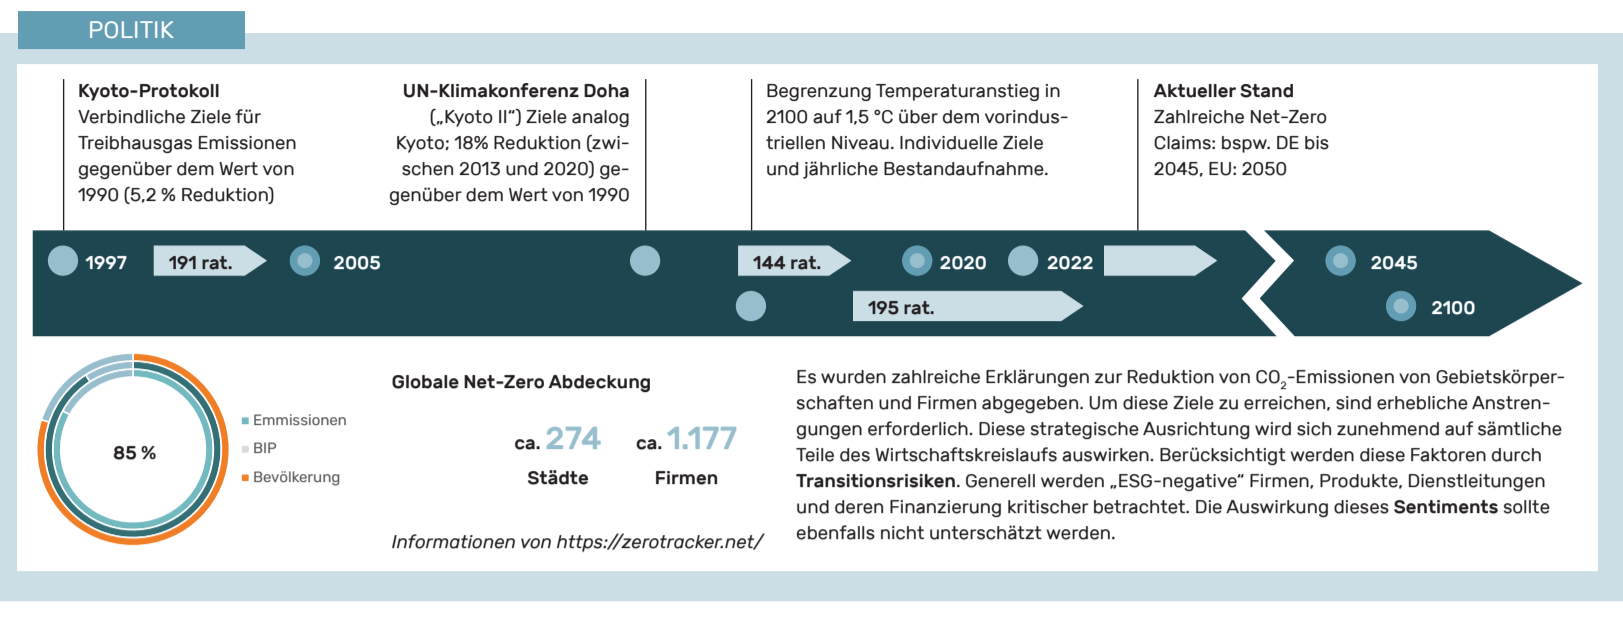 POLITIK
Kyoto-Protokoll
Verbindliche Ziele für
Treibhausgas Emissionen
gegenüber dem Wert von
1990 (5,2 % Reduktion)
UN-Klimakonferenz Doha
(„Kyoto II“) Ziele analog
Kyoto; 18% Reduktion (zwi-
schen 2013 und 2020) ge-
genüber dem Wert von 1990
Begrenzung Temperaturanstieg in
2100 auf 1,5 °C über dem vorindus-
triellen Niveau. Individuelle Ziele
und jährliche Bestandaufnahme.
Aktueller Stand
Zahlreiche Net-Zero
Claims: bspw. DE bis
2045, EU: 2050
1997 191 rat. 2005 144 rat. 2020 2022 2045
195 rat. 2100
85 %
Emmissionen
BIP
Bevölkerung
Globale Net-Zero Abdeckung
ca. 274 ca. 1.177
Städte Firmen
Informationen von https://zerotracker.net/
Es wurden zahlreiche Erklärungen zur Reduktion von CO₂-Emissionen von Gebietskörper-
schaften und Firmen abgegeben. Um diese Ziele zu erreichen, sind erhebliche Anstren-
gungen erforderlich. Diese strategische Ausrichtung wird sich zunehmend auf sämtliche
Teile des Wirtschaftskreislaufs auswirken. Berücksichtigt werden diese Faktoren durch
Transitionsrisiken. Generell werden „ESG-negative“ Firmen, Produkte, Dienstleitungen
und deren Finanzierung kritischer betrachtet. Die Auswirkung dieses Sentiments sollte
ebenfalls nicht unterschätzt werden.